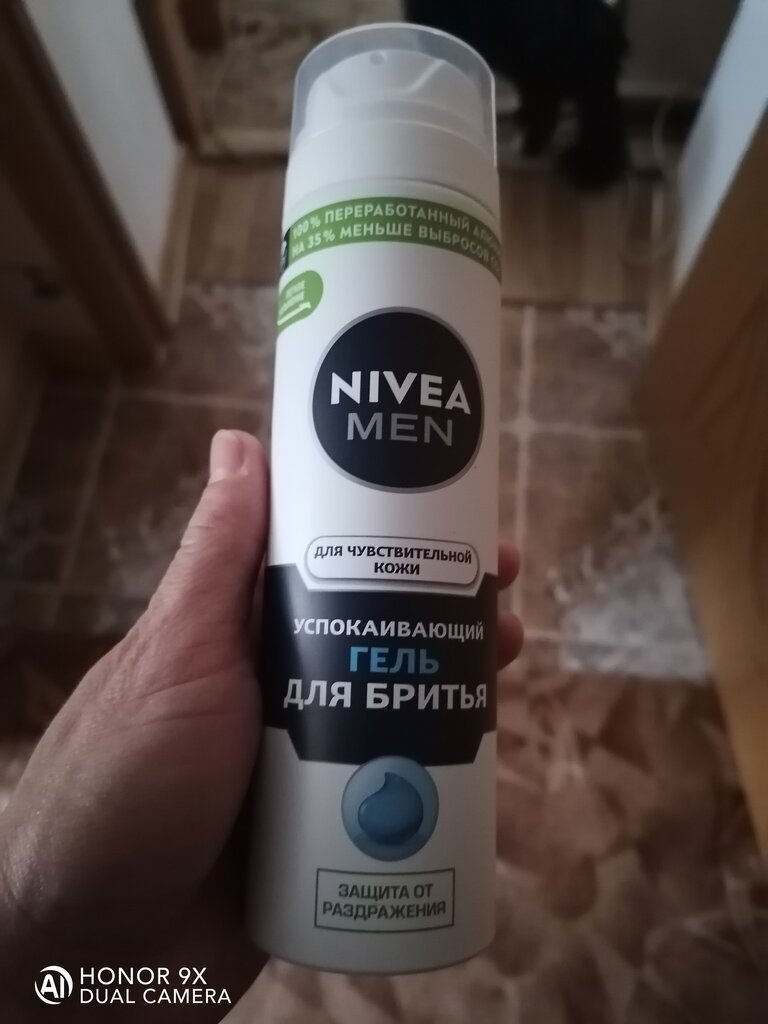 100% ПЕРЕРАБОТАННЫЙ
НА 35% МЕНЬШЕ ВЫБРОСОВ
NIVEA
MEN
ДЛЯ ЧУВСТВИТЕЛЬНОЙ
КОЖИ
УСПОКАИВАЮЩИЙ
ГЕЛЬ
ДЛЯ БРИТЬЯ
ЗАЩИТА ОТ
РАЗДРАЖЕНИЯ
AI HONOR 9X
DUAL CAMERA